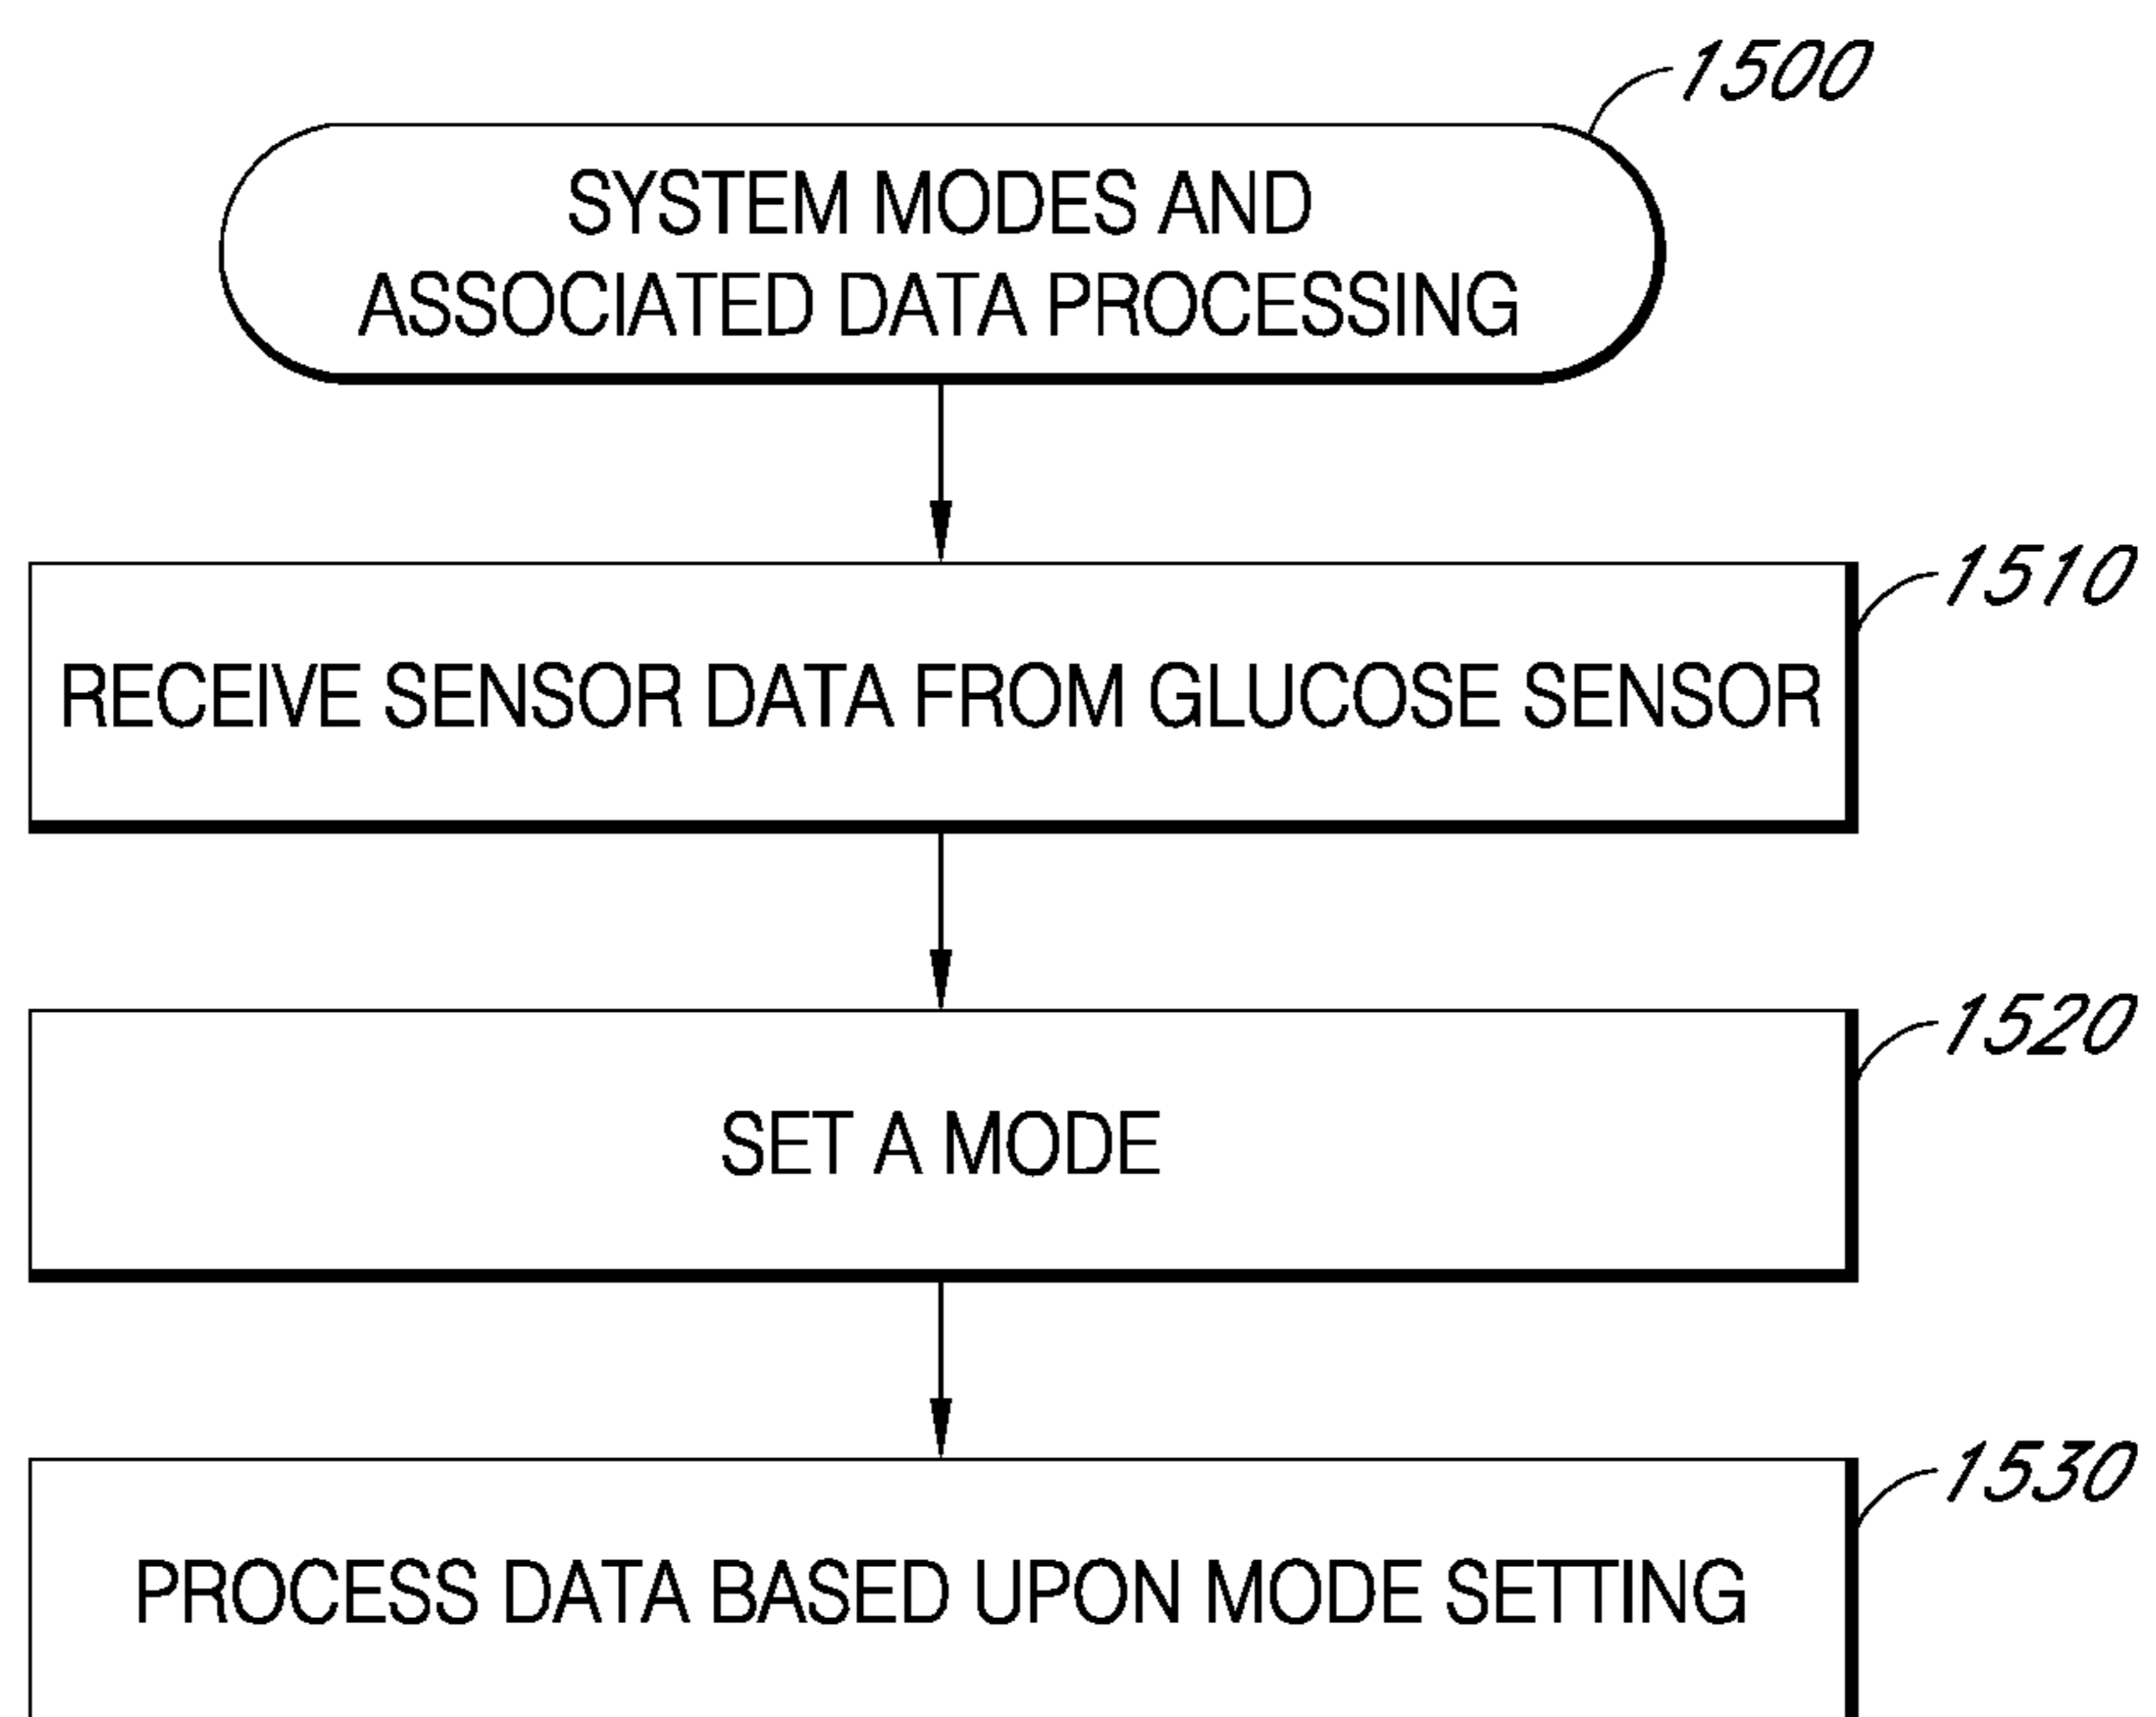 1500
SYSTEM MODES AND
ASSOCIATED DATA PROCESSING
1510
RECEIVE SENSOR DATA FROM GLUCOSE SENSOR
1520
SET A MODE
1530
PROCESS DATA BASED UPON MODE SETTING